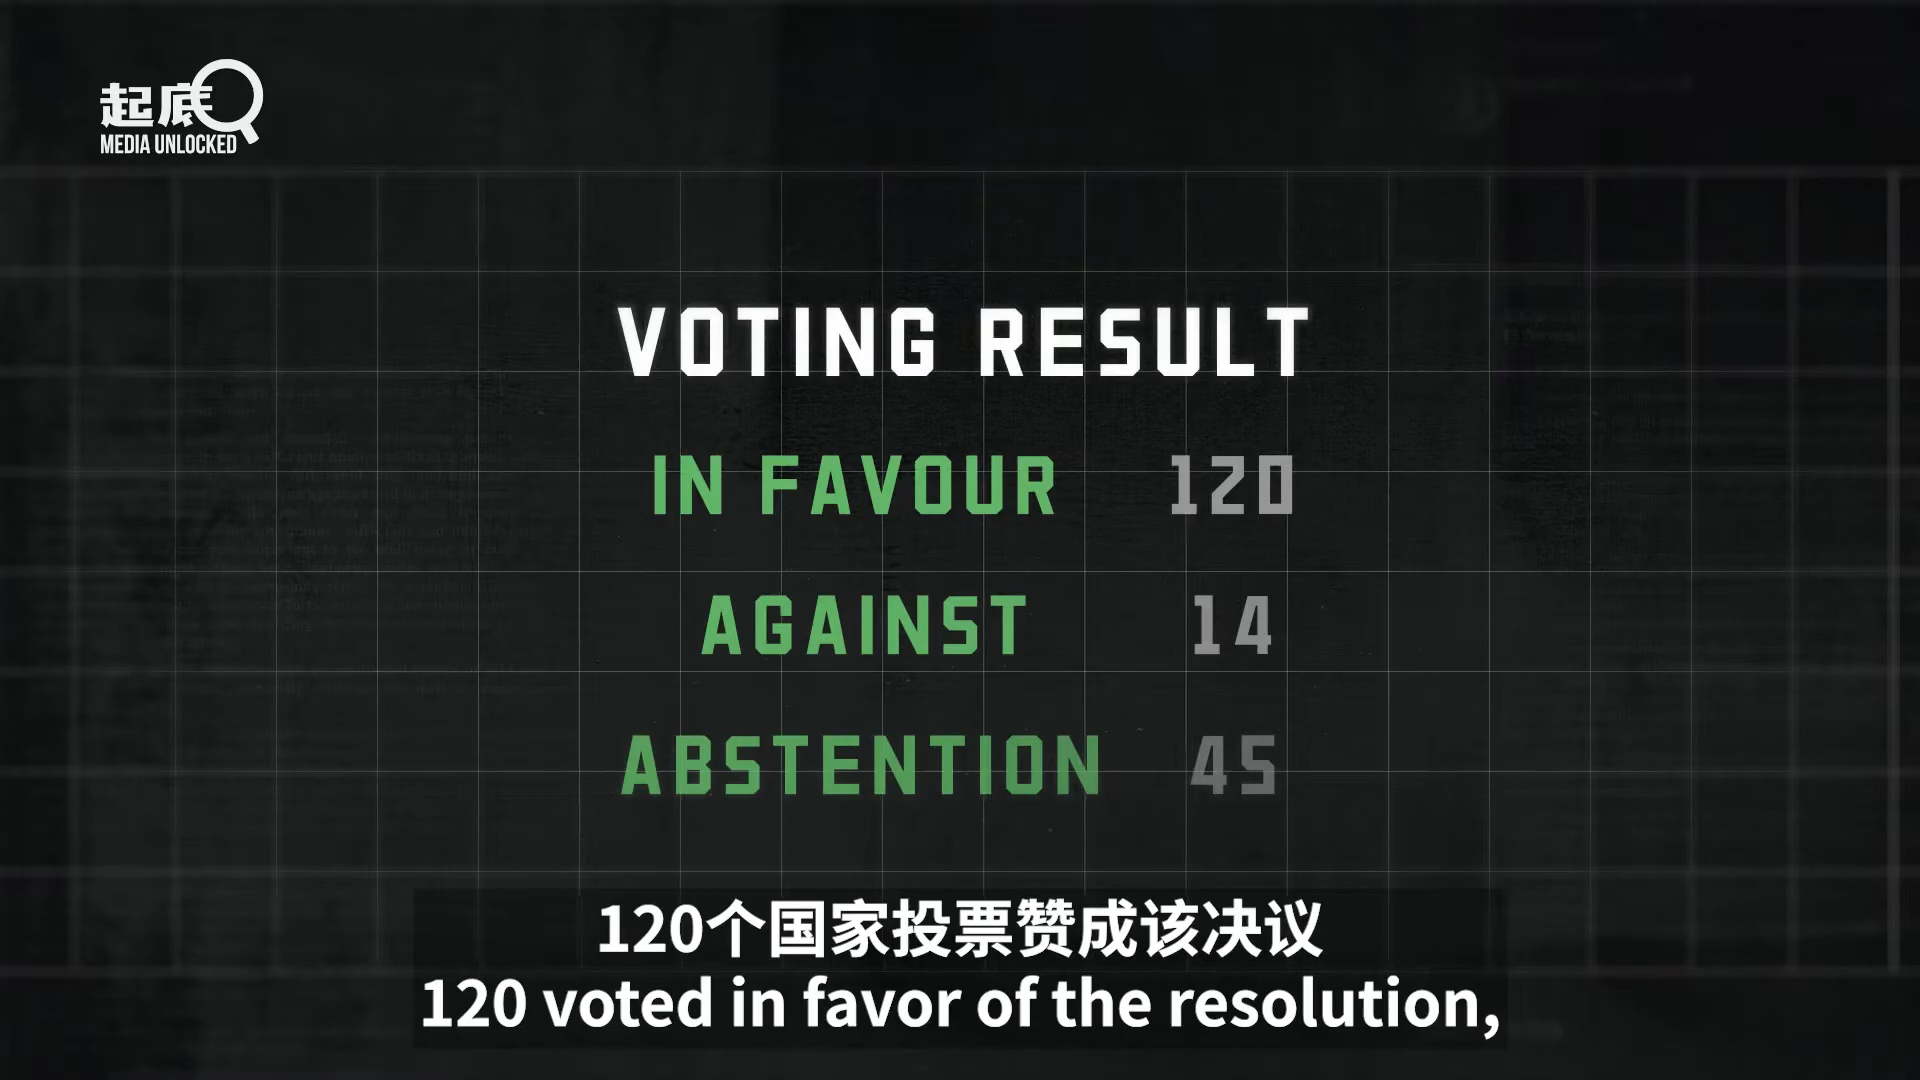 起底
MEDIA UNLOCKED
VOTING RESULT
IN FAVOUR 120
AGAINST 14
ABSTENTION 45
120个国家投票赞成该决议
120 voted in favor of the resolution,